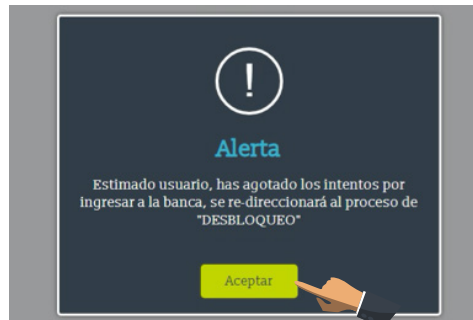 Alerta
Estimado usuario, has agotado los intentos por
ingresar a la banca, se re-direccionará al proceso de
"DESBLOQUEO"
Aceptar